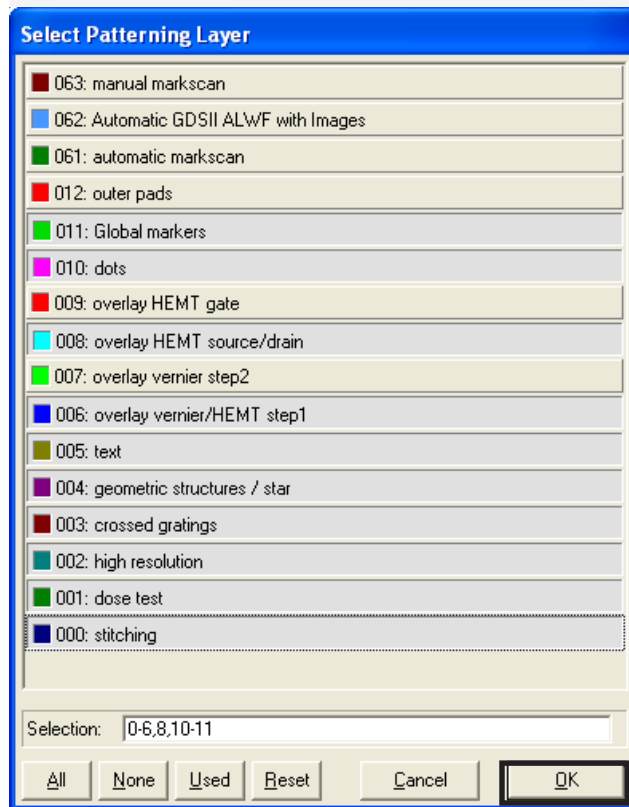 Select Patterning Layer
063: manual markscan
062: Automatic GDSII ALWF with Images
061: automatic markscan
012: outer pads
011: Global markers
010: dots
009: overlay HEMT gate
008: overlay HEMT source/drain
007: overlay vernier step2
006: overlay vernier/HEMT step1
005: text
004: geometric structures / star
003: crossed gratings
002: high resolution
001: dose test
000: stitching
Selection: 0-6,8,10-11
All None Used Reset Cancel OK